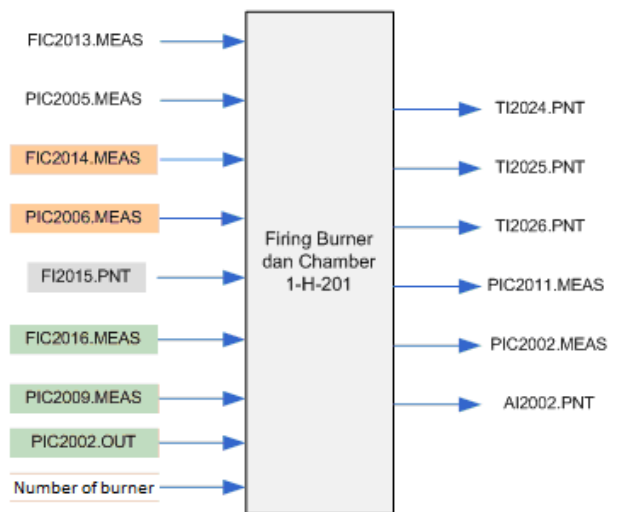 FIC2013.MEAS
PIC2005.MEAS
FIC2014.MEAS
PIC2006.MEAS
FI2015.PNT
FIC2016.MEAS
PIC2009.MEAS
PIC2002.OUT
Number of burner
Firing Burner
dan Chamber
1-H-201
TI2024.PNT
TI2025.PNT
TI2026.PNT
PIC2011.MEAS
PIC2002.MEAS
AI2002.PNT